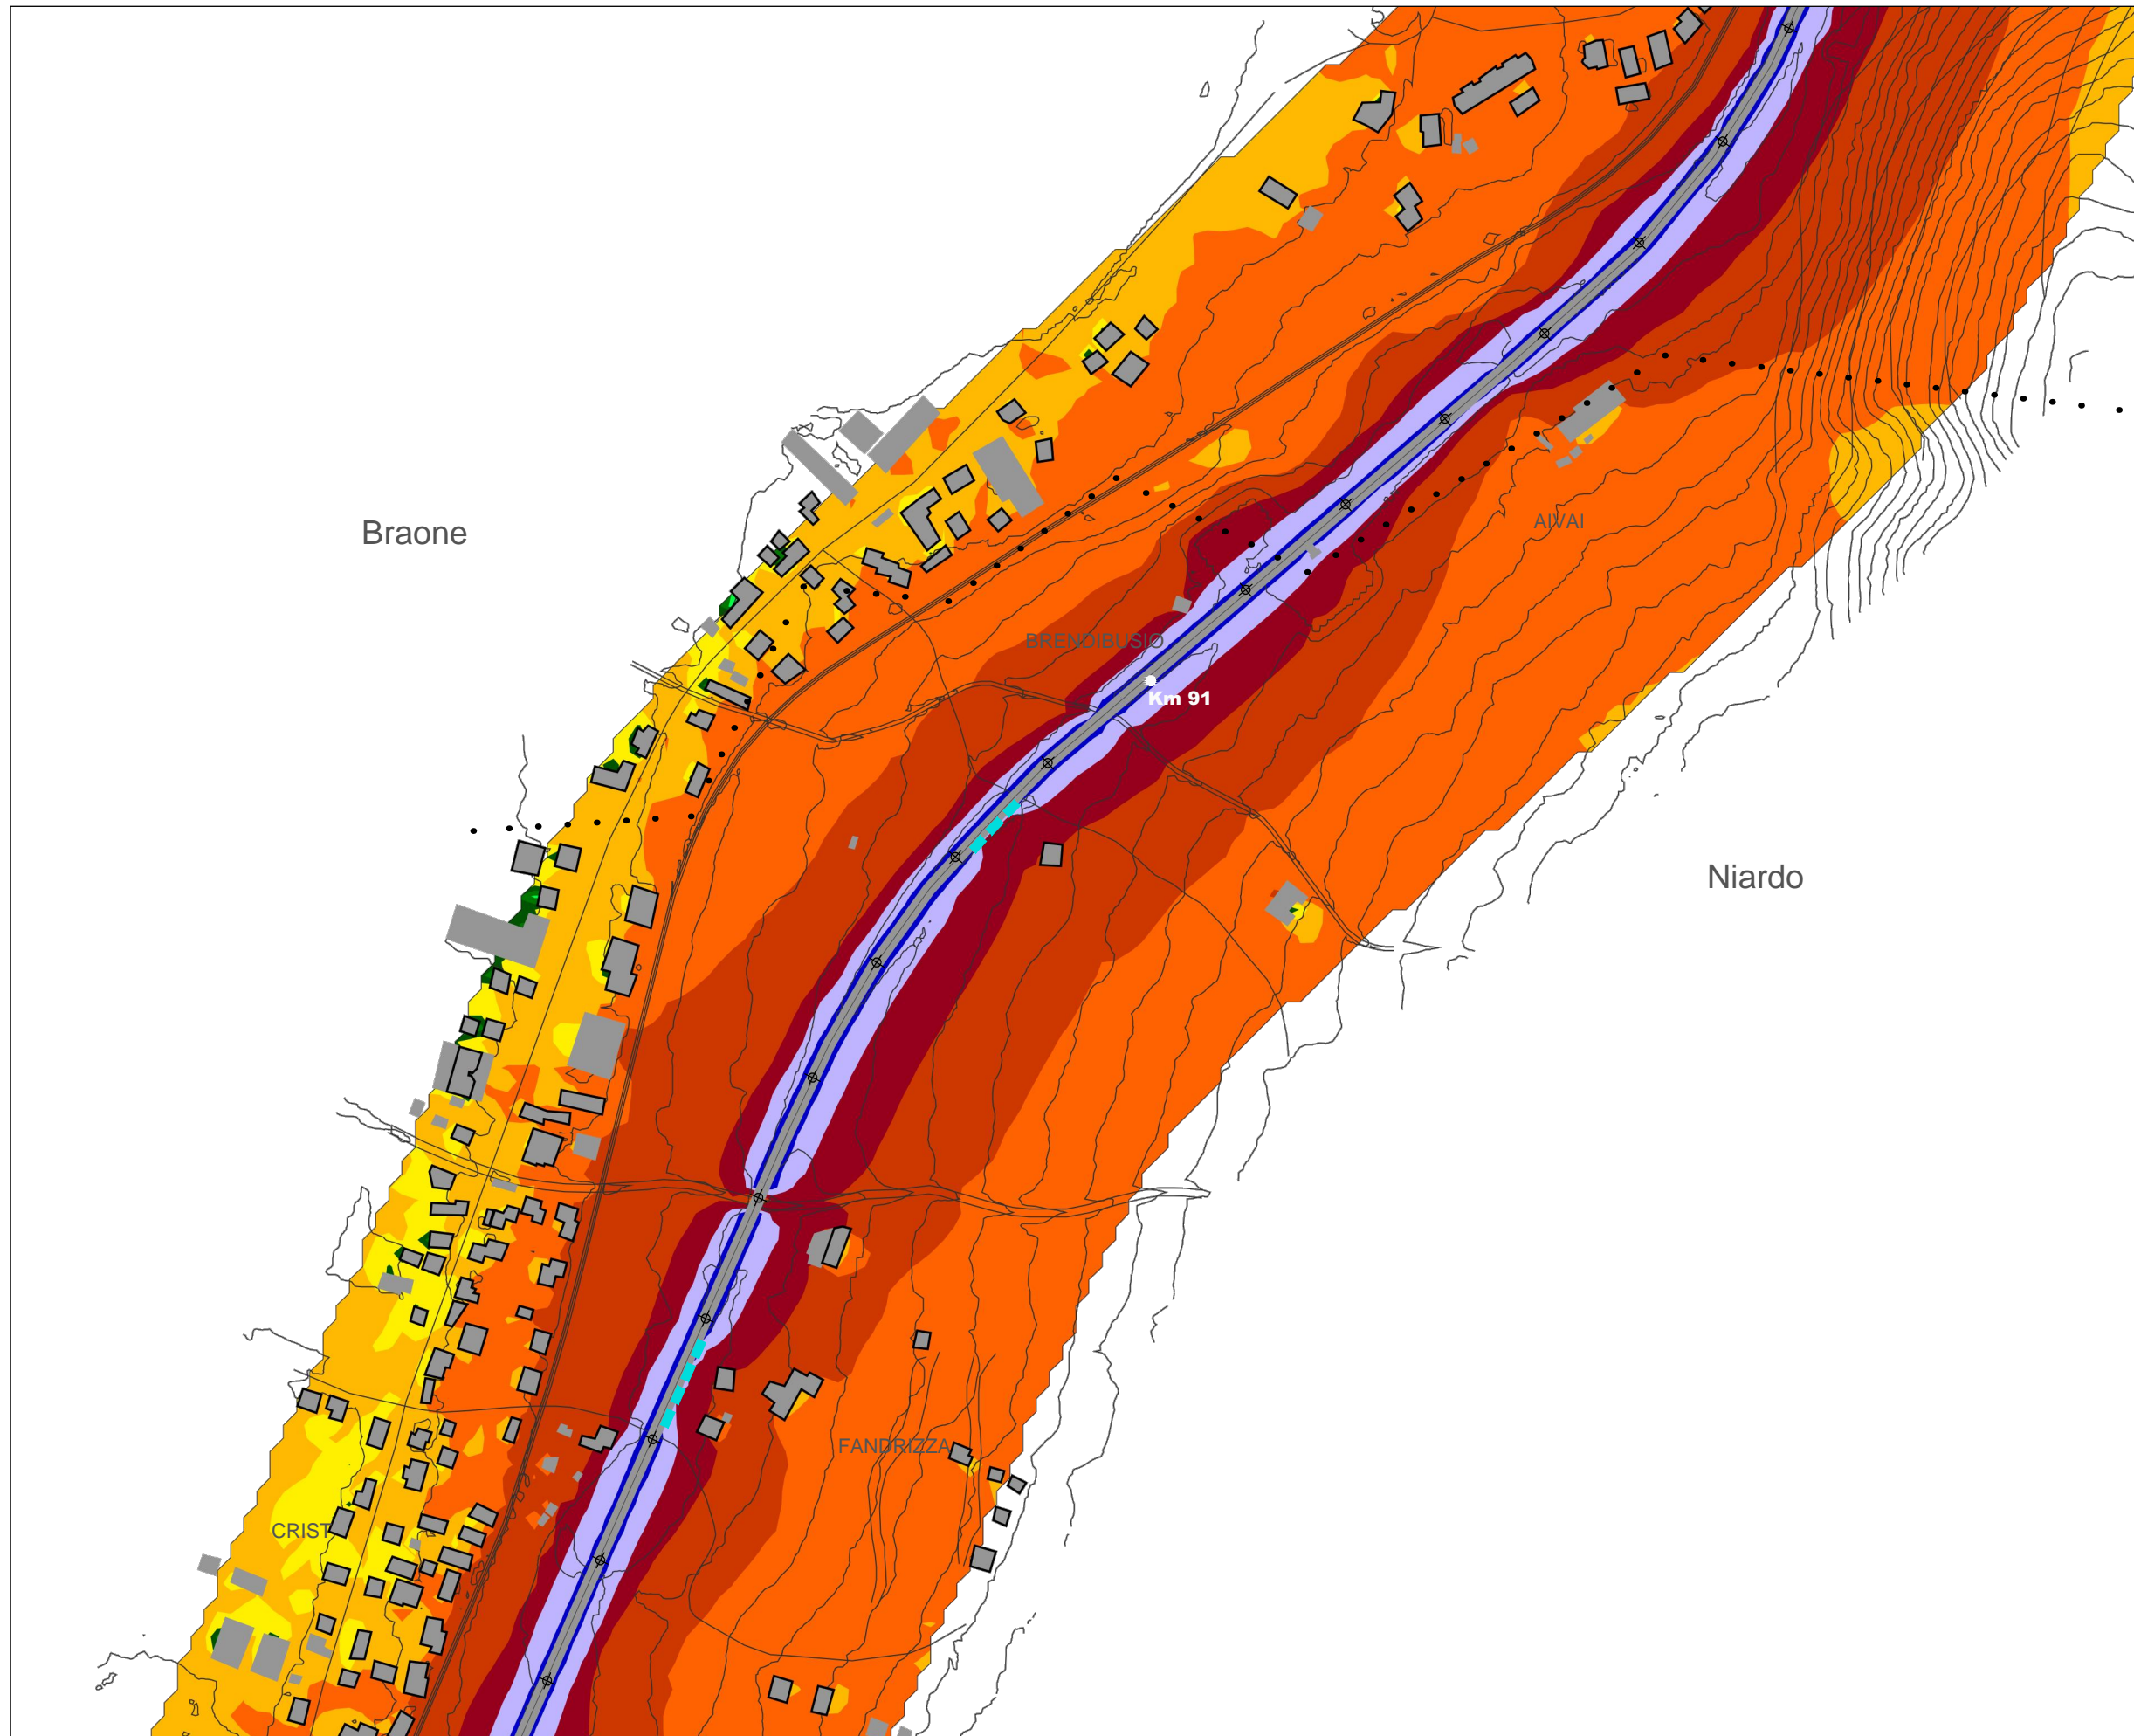 Braone
AIVAI
BRENDIBUSIO
Km 91
Niardo
FANDRIZZA
CRIST